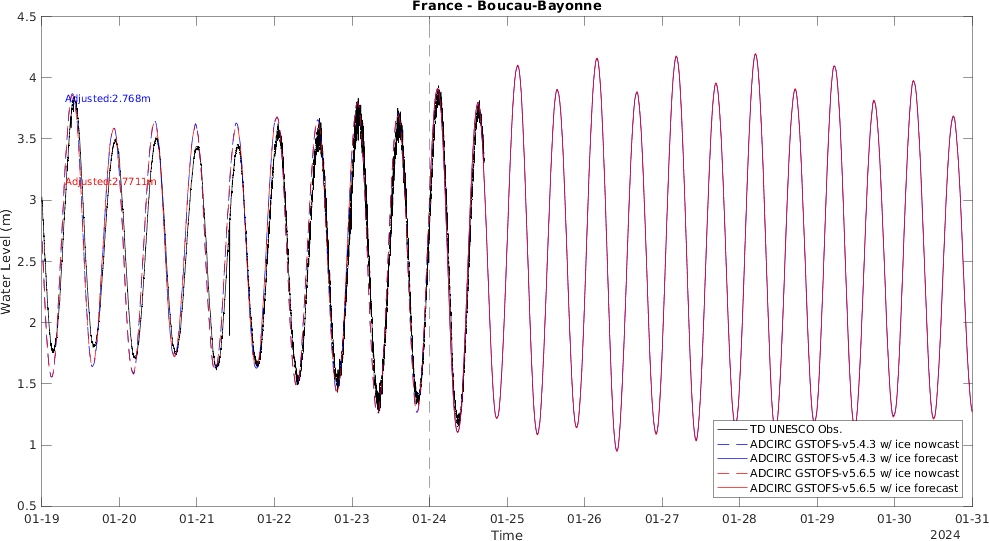 France - Boucau-Bayonne
4.5
4
3.5
3
2.5
2
1.5
1
0.5
Water Level (m)
Adjusted:2.768m
Adjusted:2.7711m
TD UNESCO Obs.
ADCIRC GSTOFS-v5.4.3 w/ ice nowcast
ADCIRC GSTOFS-v5.4.3 w/ ice forecast
ADCIRC GSTOFS-v5.6.5 w/ ice nowcast
ADCIRC GSTOFS-v5.6.5 w/ ice forecast
01-19 01-20 01-21 01-22 01-23 01-24 01-25 01-26 01-27 01-28 01-29 01-30 01-31
Time
2024